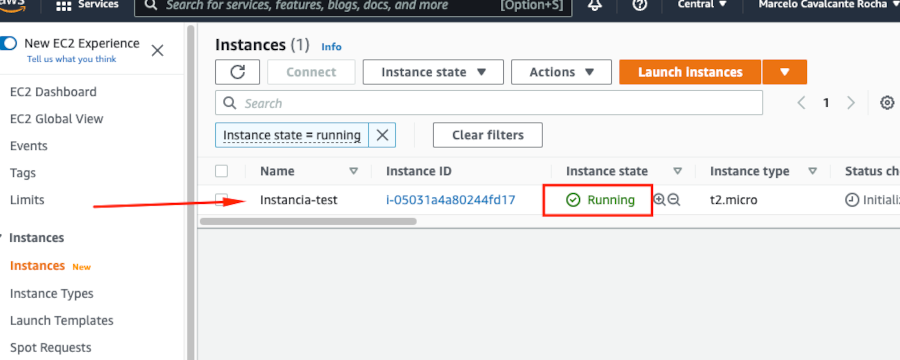 aws
Services
Search for services, features, blogs, docs, and more
[Option+S]
Central
Marcelo Cavalcante Rocha
New EC2 Experience
Tell us what you think
EC2 Dashboard
EC2 Global View
Events
Tags
Limits
Instances
Instances New
Instance Types
Launch Templates
Spot Requests
Instances (1) Info
Connect
Instance state
Actions
Launch instances
Search
1
Instance state = running
Clear filters
Name
Instance ID
Instance state
Instance type
Status che
Instancia-test
i-05031a4a80244fd17
Running
t2.micro
Initializ